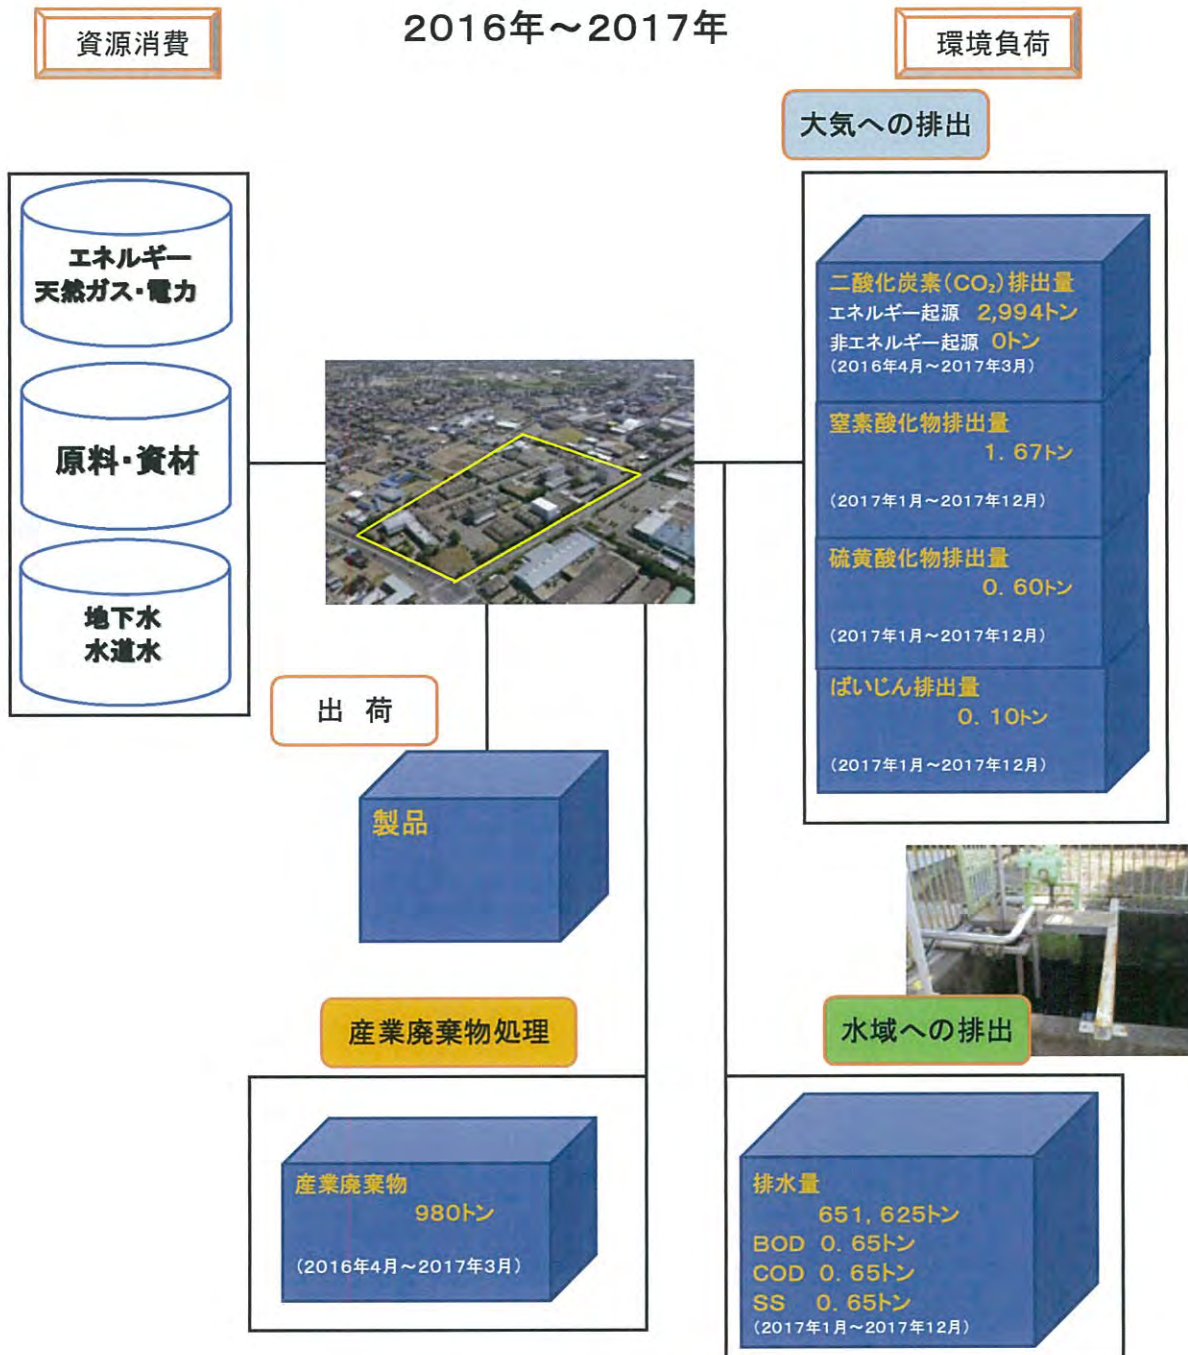 2016年～2017年
資源消費
環境負荷
大気への排出
エネルギー
天然ガス・電力
原料・資材
地下水
水道水
二酸化炭素(CO₂)排出量
エネルギー起源 2,994トン
非エネルギー起源 0トン
(2016年4月～2017年3月)
窒素酸化物排出量
1.67トン
(2017年1月～2017年12月)
硫黄酸化物排出量
0.60トン
(2017年1月～2017年12月)
ばいじん排出量
0.10トン
(2017年1月～2017年12月)
出 荷
製品
産業廃棄物処理
産業廃棄物
980トン
(2016年4月～2017年3月)
水域への排出
排水量
651,625トン
BOD 0.65トン
COD 0.65トン
SS 0.65トン
(2017年1月～2017年12月)